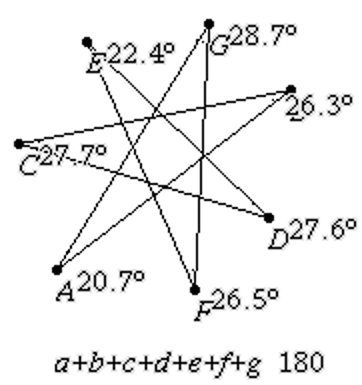 G28.7°
E22.4°
26.3°
C27.7°
D27.6°
A20.7°
F26.5°
a+b+c+d+e+f+g 180